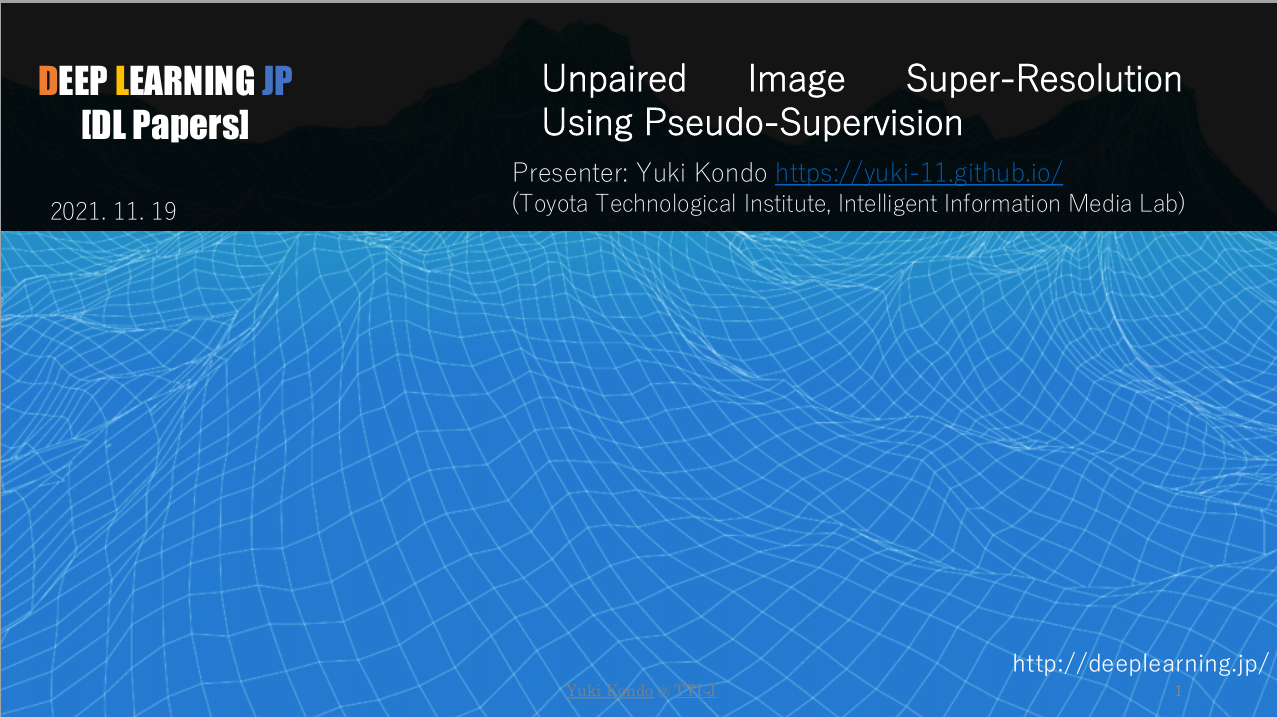 DEEP LEARNING JP
[DL Papers]
Unpaired Image Super-Resolution
Using Pseudo-Supervision
Presenter: Yuki Kondo https://yuki-11.github.io/
(Toyota Technological Institute, Intelligent Information Media Lab)
2021. 11. 19
http://deeplearning.jp/
Yuki Kondo @ TTI-J
1